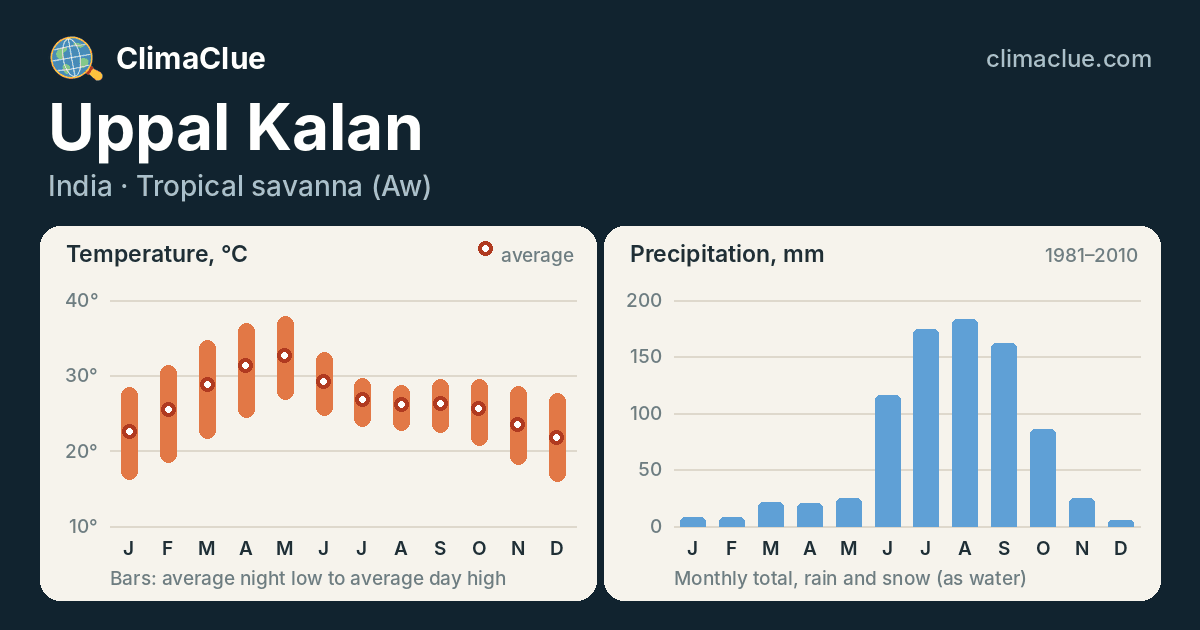 ClimaClue
climaclue.com
Uppal Kalan
India · Tropical savanna (Aw)
Temperature, °C
average
40°
30°
20°
10°
J F M A M J J A S O N D
Bars: average night low to average day high
Precipitation, mm
1981–2010
200
150
100
50
0
J F M A M J J A S O N D
Monthly total, rain and snow (as water)